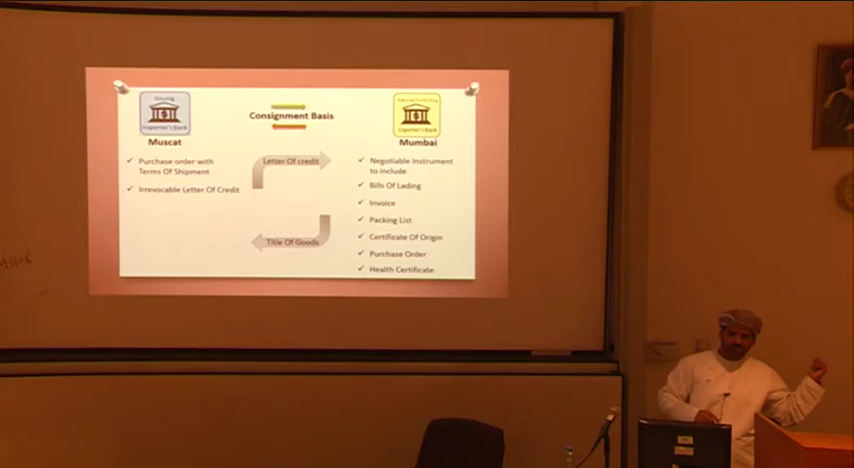 Issuing
Importer's Bank
Muscat
Purchase order with
Terms Of Shipment
Irrevocable Letter Of Credit
Consignment Basis
Letter Of credit
Title Of Goods
Exporter's Bank
Mumbai
Negotiable Instrument
to include
Bills Of Lading
Invoice
Packing List
Certificate Of Origin
Purchase Order
Health Certificate